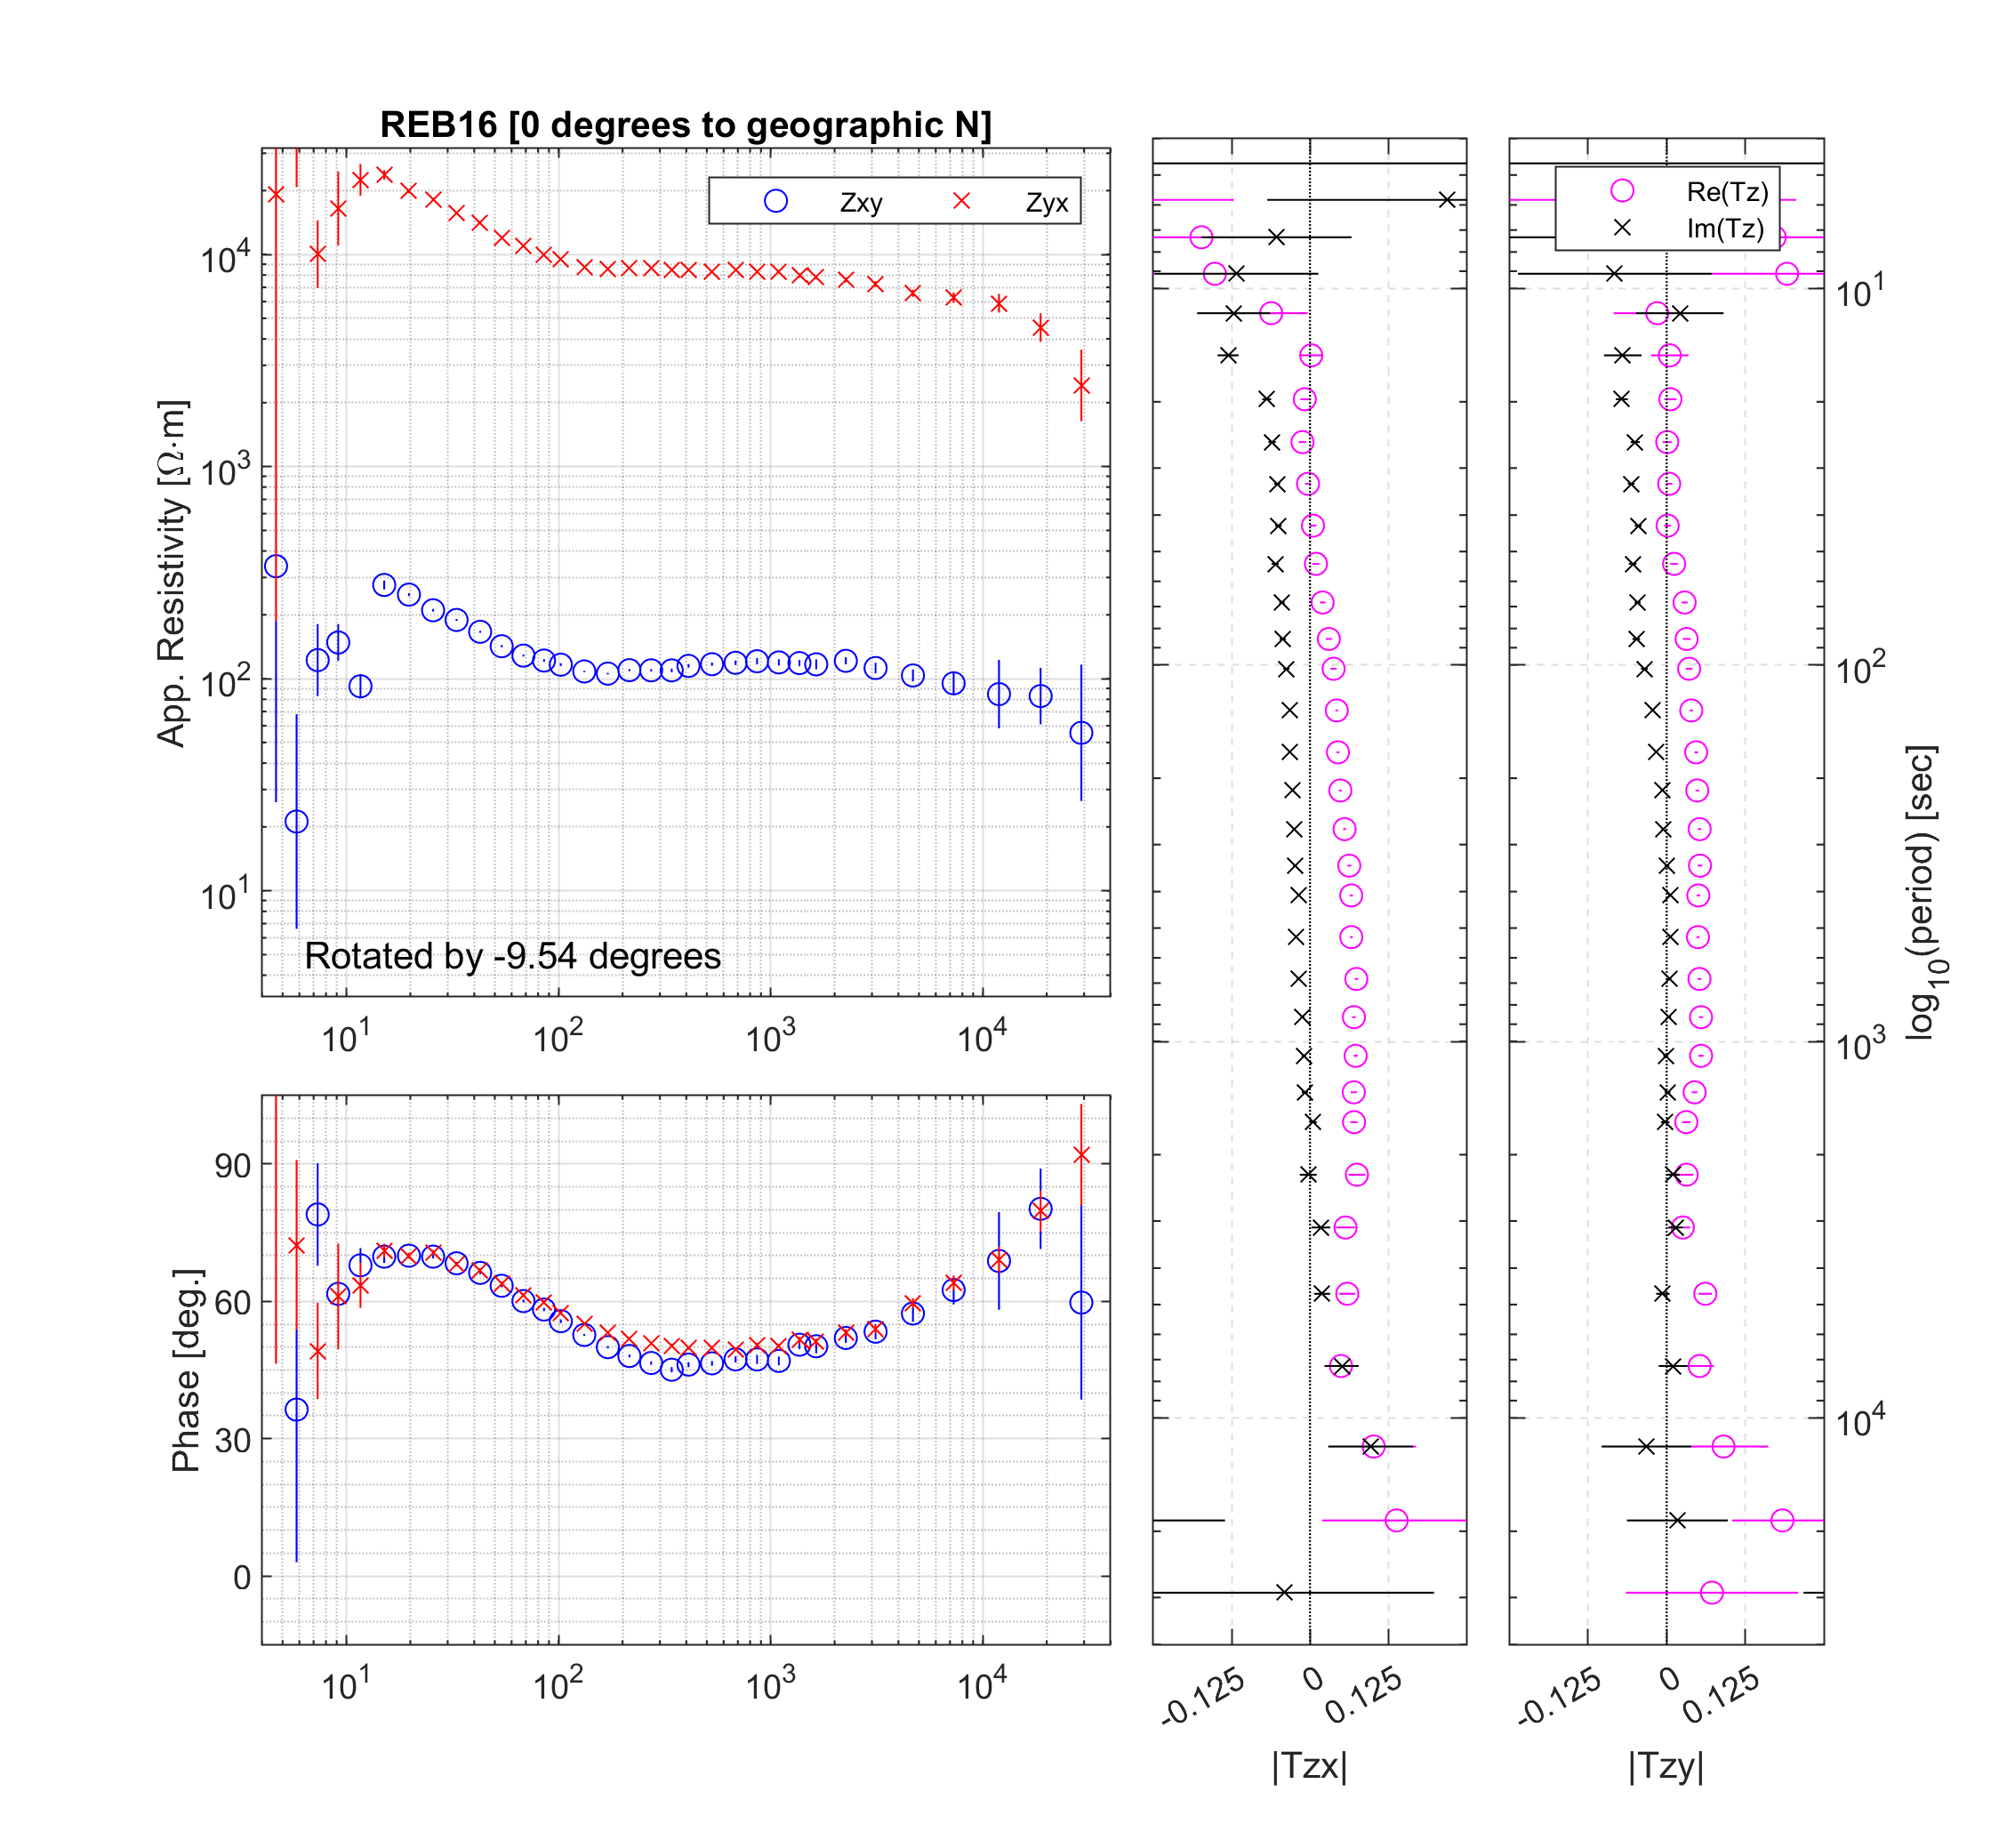 REB16 [0 degrees to geographic N]
Zxy
Zyx
App. Resistivity [Ω·m]
10^4
10^3
10^2
10^1
Rotated by -9.54 degrees
10^1
10^2
10^3
10^4
Phase [deg.]
90
60
30
0
10^1
10^2
10^3
10^4
-0.125
0
0.125
|Tzx|
Re(Tz)
Im(Tz)
-0.125
0
0.125
|Tzy|
10^1
10^2
10^3
10^4
log_10(period) [sec]